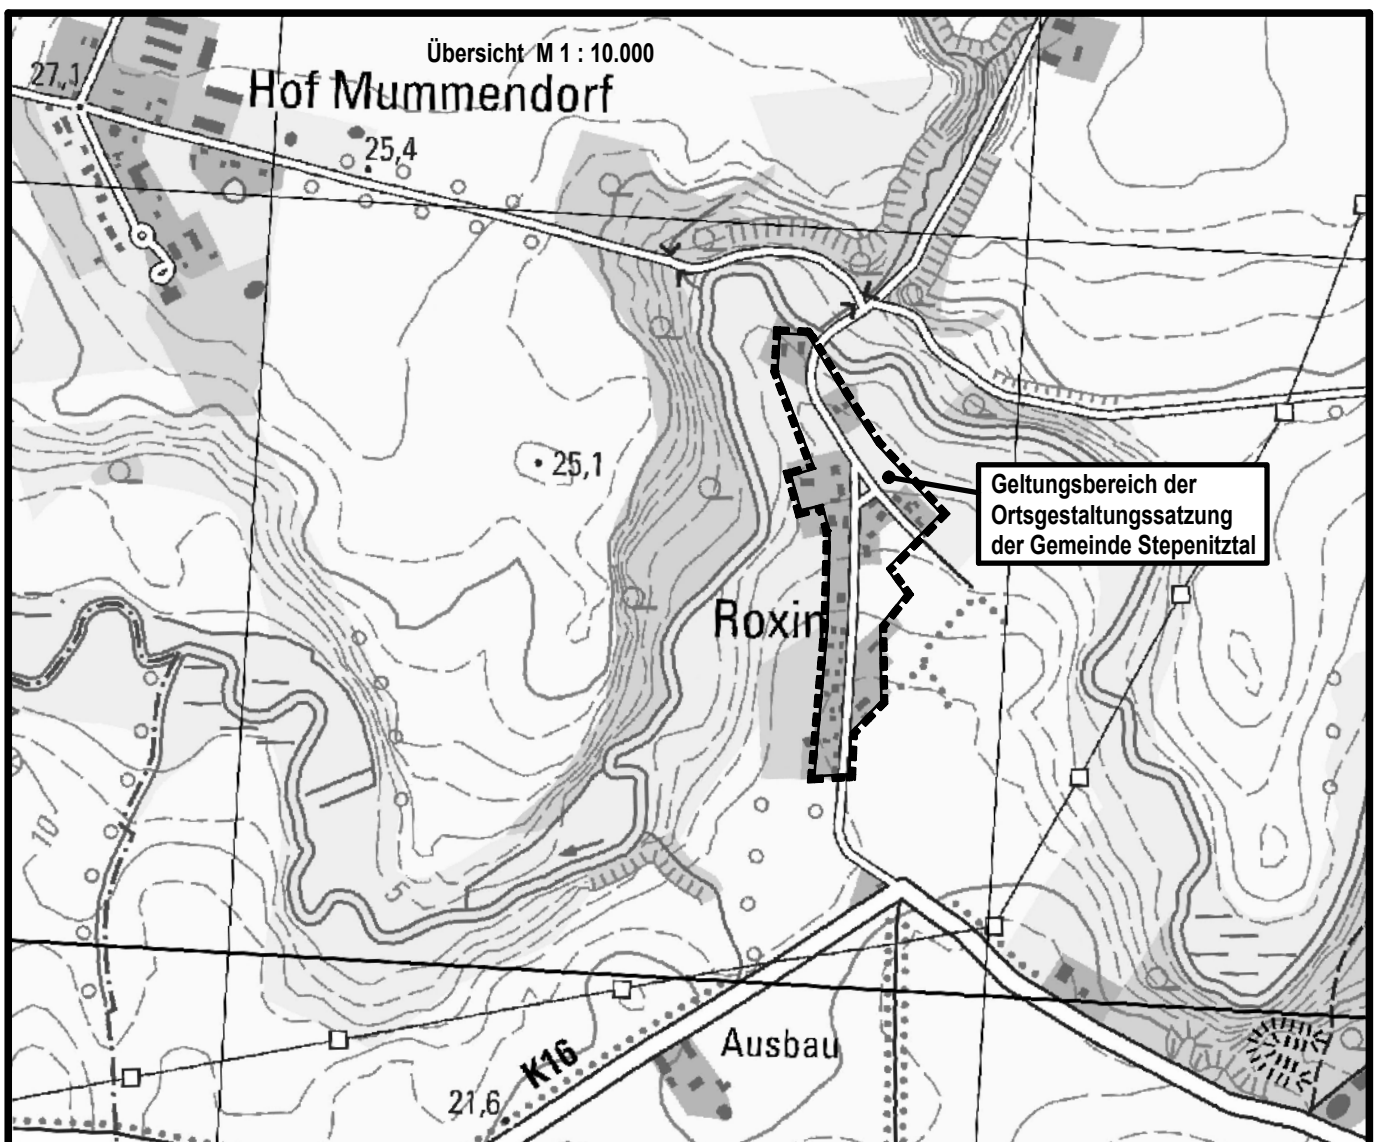 Übersicht M 1 : 10.000
27,1
Hof Mummendorf
25,4
25,1
Geltungsbereich der
Ortsgestaltungssatzung
der Gemeinde Stepenitztal
Roxin
10
5
Ausbau
K16
21,6